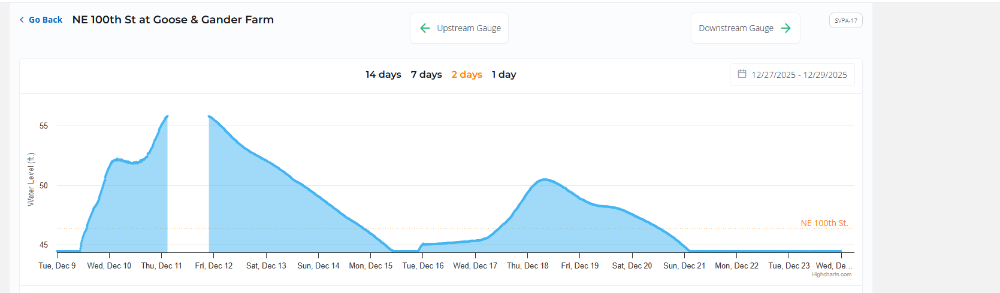 Go Back NE 100th St at Goose & Gander Farm
Upstream Gauge
Downstream Gauge
SVPA-17
14 days 7 days 2 days 1 day
12/27/2025 - 12/29/2025
Water Level (ft.)
55
50
45
NE 100th St.
Tue, Dec 9 Wed, Dec 10 Thu, Dec 11 Fri, Dec 12 Sat, Dec 13 Sun, Dec 14 Mon, Dec 15 Tue, Dec 16 Wed, Dec 17 Thu, Dec 18 Fri, Dec 19 Sat, Dec 20 Sun, Dec 21 Mon, Dec 22 Tue, Dec 23 Wed, De...
Highcharts.com